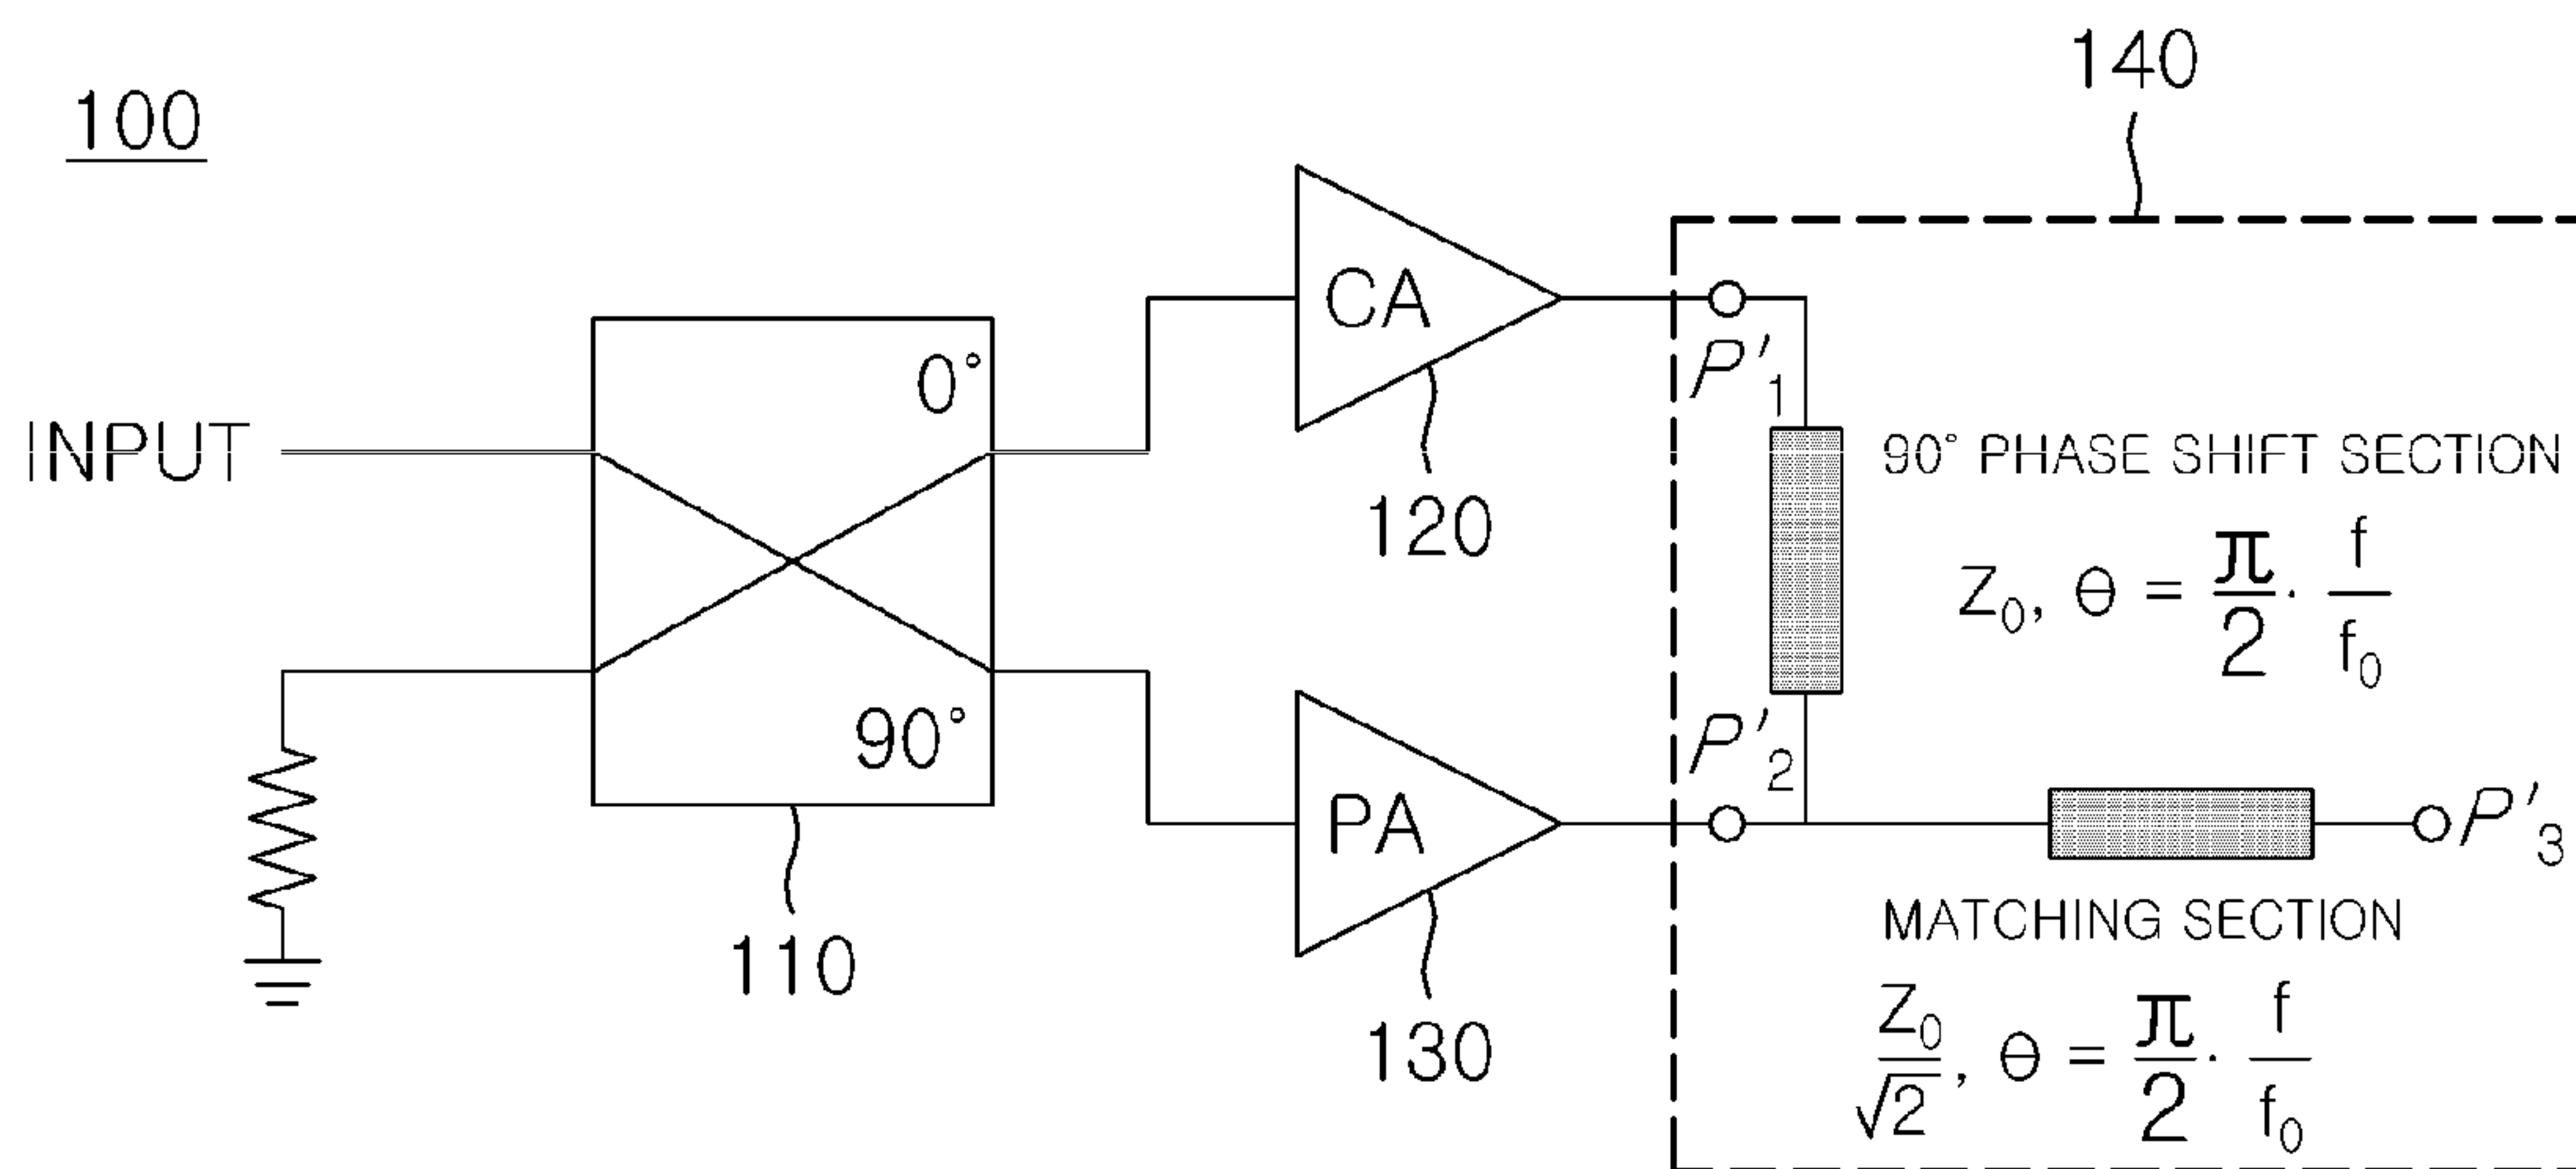 100
140
INPUT
0°
90°
110
CA
120
PA
130
P'1
P'2
90° PHASE SHIFT SECTION
Z0, θ = π/2 · f/f0
P'3
MATCHING SECTION
Z0/√2, θ = π/2 · f/f0